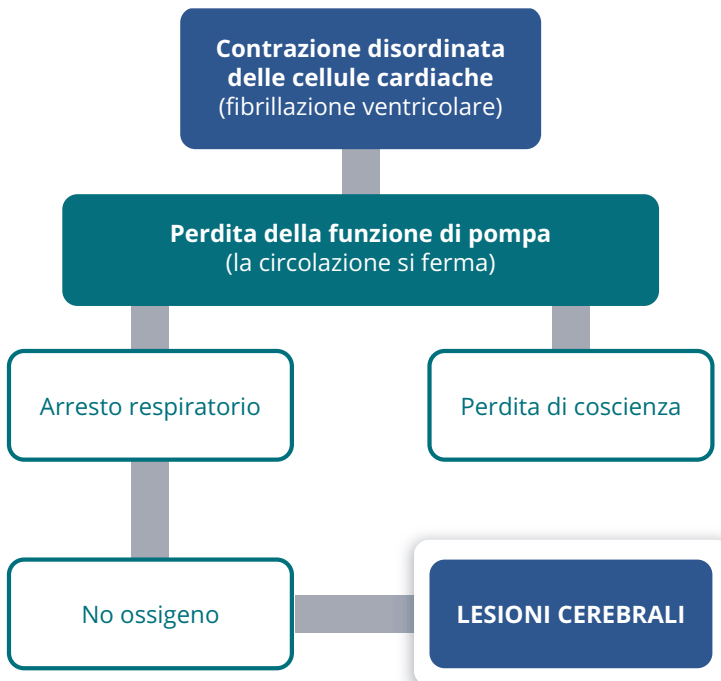 Contrazione disordinata
delle cellule cardiache
(fibrillazione ventricolare)
Perdita della funzione di pompa
(la circolazione si ferma)
Arresto respiratorio
Perdita di coscienza
No ossigeno
LESIONI CEREBRALI